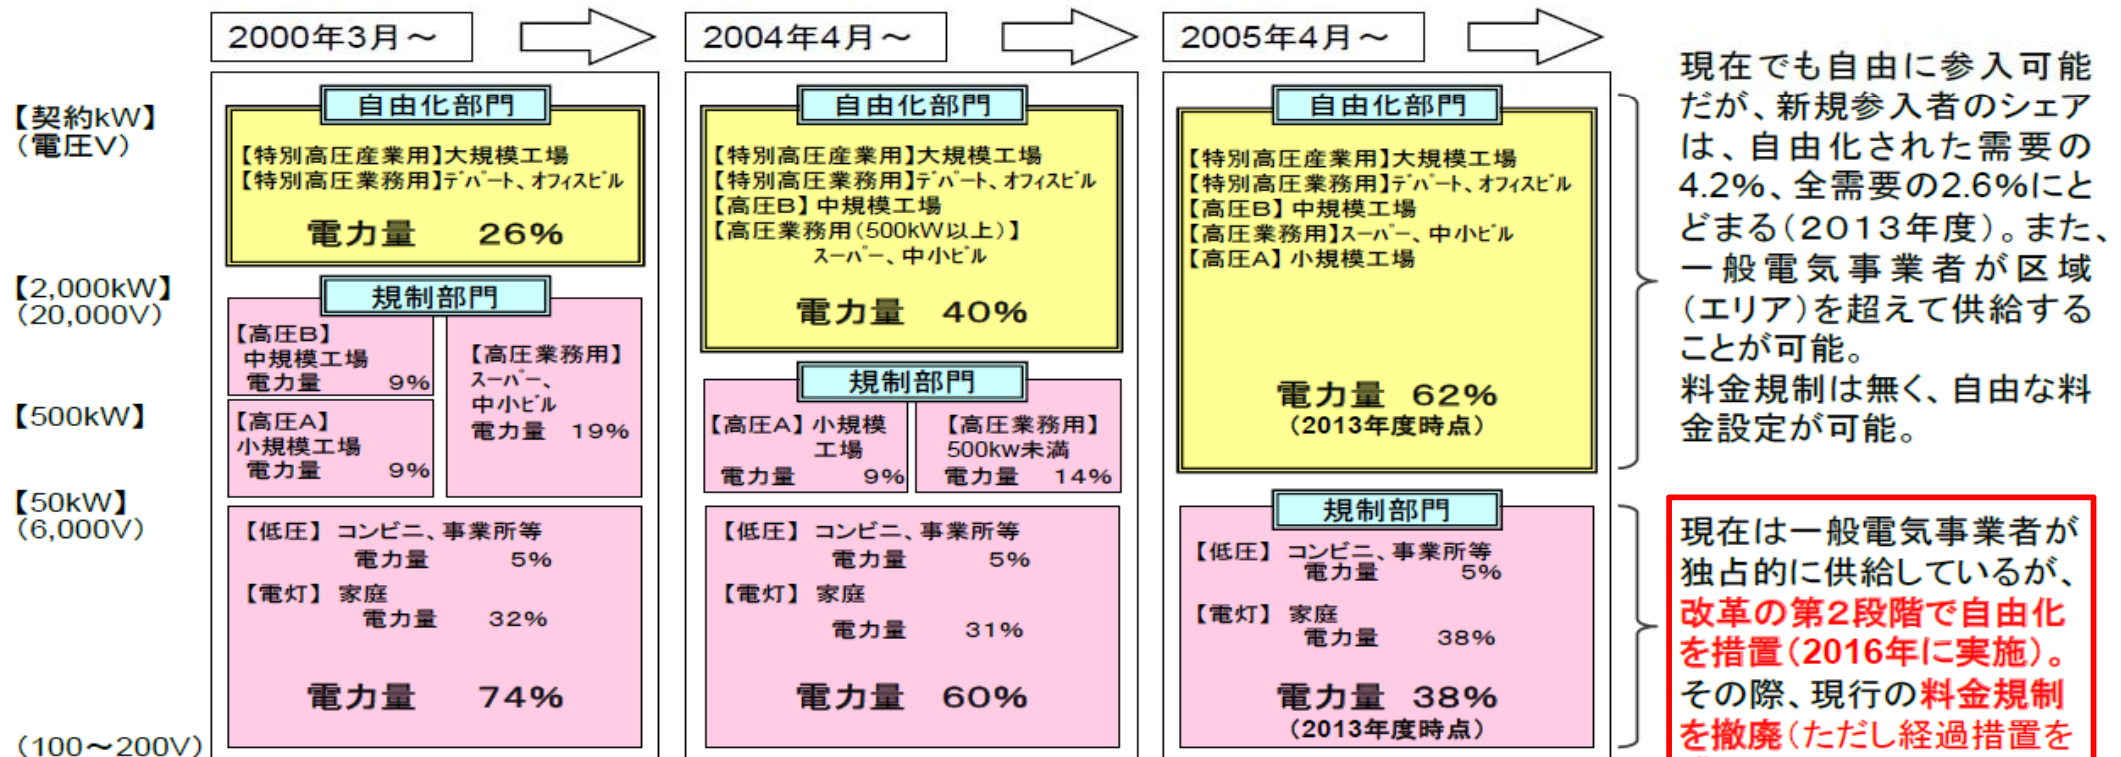 2000年3月～
2004年4月～
2005年4月～
【契約kW】
（電圧V）
【2,000kW】
（20,000V）
【500kW】
【50kW】
（6,000V）
（100～200V）
自由化部門
【特別高圧産業用】大規模工場
【特別高圧業務用】ﾃﾞﾊﾟｰﾄ、ｵﾌｨｽﾋﾞﾙ
電力量 26%
規制部門
【高圧B】
中規模工場
電力量 9%
【高圧A】
小規模工場
電力量 9%
【高圧業務用】
ｽｰﾊﾟｰ、
中小ﾋﾞﾙ
電力量 19%
【低圧】 コンビニ、事業所等
電力量 5%
【電灯】 家庭
電力量 32%
電力量 74%
自由化部門
【特別高圧産業用】大規模工場
【特別高圧業務用】ﾃﾞﾊﾟｰﾄ、ｵﾌｨｽﾋﾞﾙ
【高圧B】 中規模工場
【高圧業務用（500kW以上）】
ｽｰﾊﾟｰ、中小ﾋﾞﾙ
電力量 40%
規制部門
【高圧A】 小規模
工場
電力量 9%
【高圧業務用】
500kw未満
電力量 14%
【低圧】 コンビニ、事業所等
電力量 5%
【電灯】 家庭
電力量 31%
電力量 60%
自由化部門
【特別高圧産業用】大規模工場
【特別高圧業務用】ﾃﾞﾊﾟｰﾄ、ｵﾌｨｽﾋﾞﾙ
【高圧B】 中規模工場
【高圧業務用】ｽｰﾊﾟｰ、中小ﾋﾞﾙ
【高圧A】 小規模工場
電力量 62%
（2013年度時点）
規制部門
【低圧】 コンビニ、事業所等
電力量 5%
【電灯】 家庭
電力量 38%
電力量 38%
（2013年度時点）
現在でも自由に参入可能
だが、新規参入者のシェア
は、自由化された需要の
4.2%、全需要の2.6%にと
どまる（２０１３年度）。また、
一般電気事業者が区域
（エリア）を超えて供給する
ことが可能。
料金規制は無く、自由な料
金設定が可能。
現在は一般電気事業者が
独占的に供給しているが、
改革の第２段階で自由化
を措置（2016年に実施）。
その際、現行の料金規制
を撤廃（ただし経過措置を